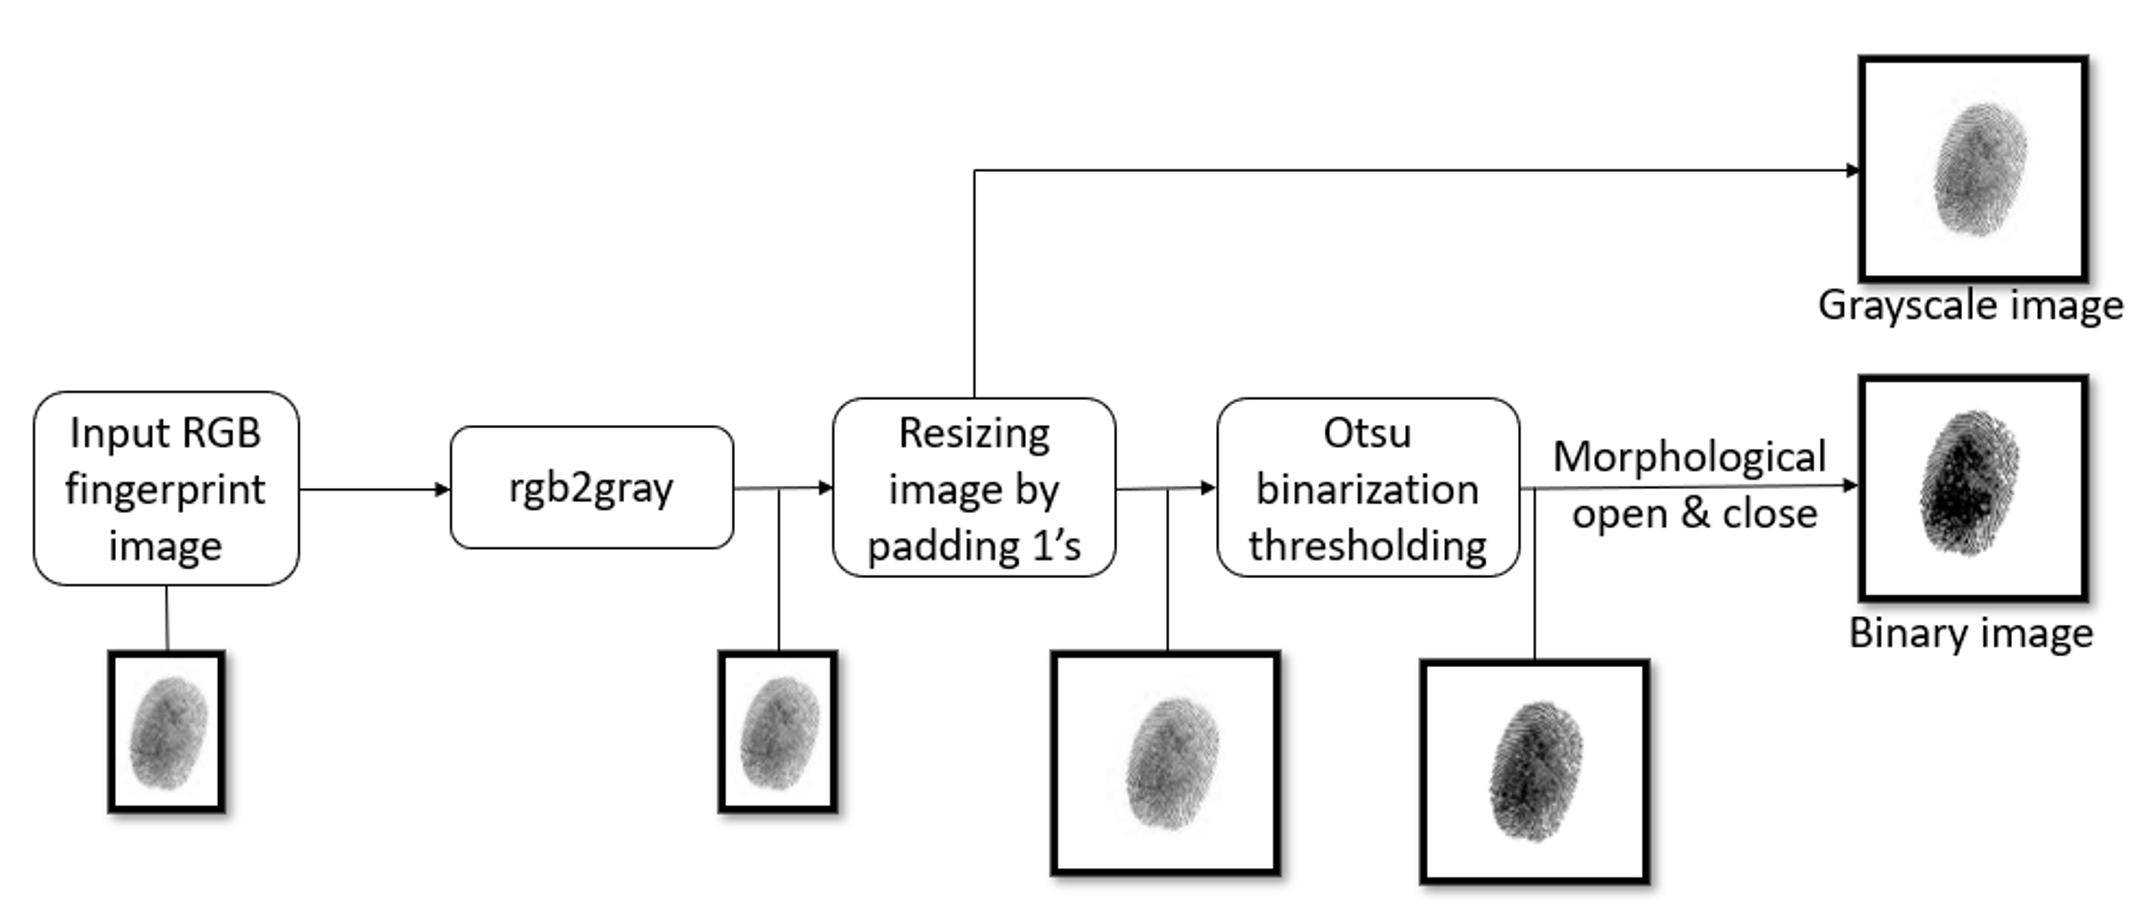 Grayscale image
Input RGB
fingerprint
image
rgb2gray
Resizing
image by
padding 1’s
Otsu
binarization
thresholding
Morphological
open & close
Binary image